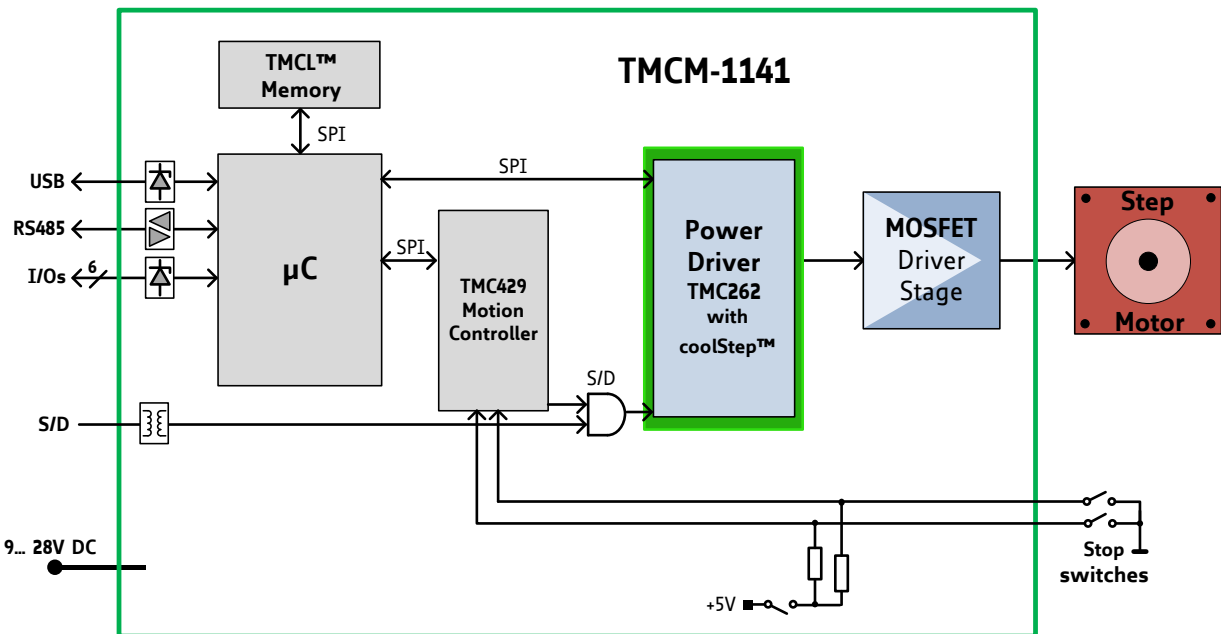 TMCM-1141
TMCL™
Memory
SPI
SPI
USB
RS485
I/Os
6
µC
SPI
TMC429
Motion
Controller
Power
Driver
TMC262
with
coolStep™
MOSFET
Driver
Stage
Step
Motor
S/D
S/D
9... 28V DC
+5V
Stop
switches